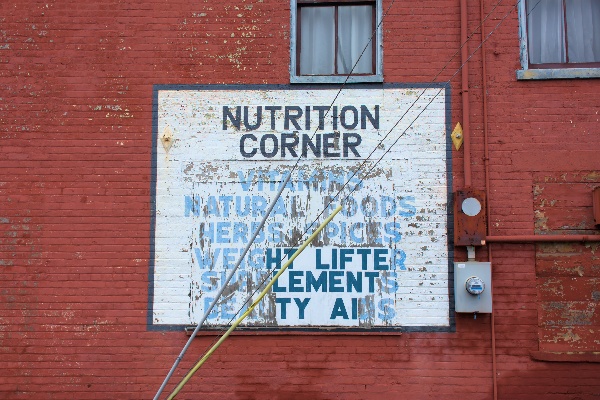 NUTRITION
CORNER
VITAMINS
NATURAL FOODS
HERBS SPICES
WEIGHT LIFTER
SUPPLEMENTS
BEAUTY AIDS